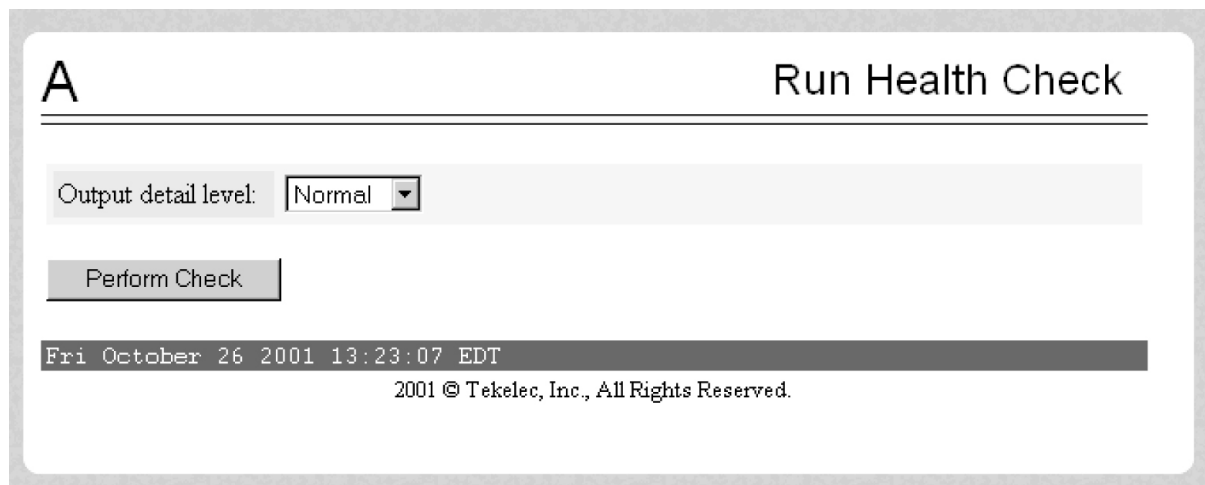 A Run Health Check
Output detail level: Normal
Perform Check
Fri October 26 2001 13:23:07 EDT
2001 © Tekelec, Inc., All Rights Reserved.